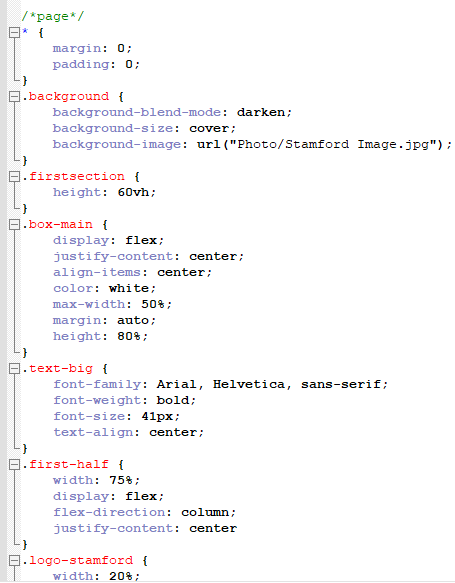 /*page*/
* {
margin: 0;
padding: 0;
}
.background {
background-blend-mode: darken;
background-size: cover;
background-image: url("Photo/Stamford Image.jpg");
}
.firstsection {
height: 60vh;
}
.box-main {
display: flex;
justify-content: center;
align-items: center;
color: white;
max-width: 50%;
margin: auto;
height: 80%;
}
.text-big {
font-family: Arial, Helvetica, sans-serif;
font-weight: bold;
font-size: 41px;
text-align: center;
}
.first-half {
width: 75%;
display: flex;
flex-direction: column;
justify-content: center
}
.logo-stamford {
width: 20%;